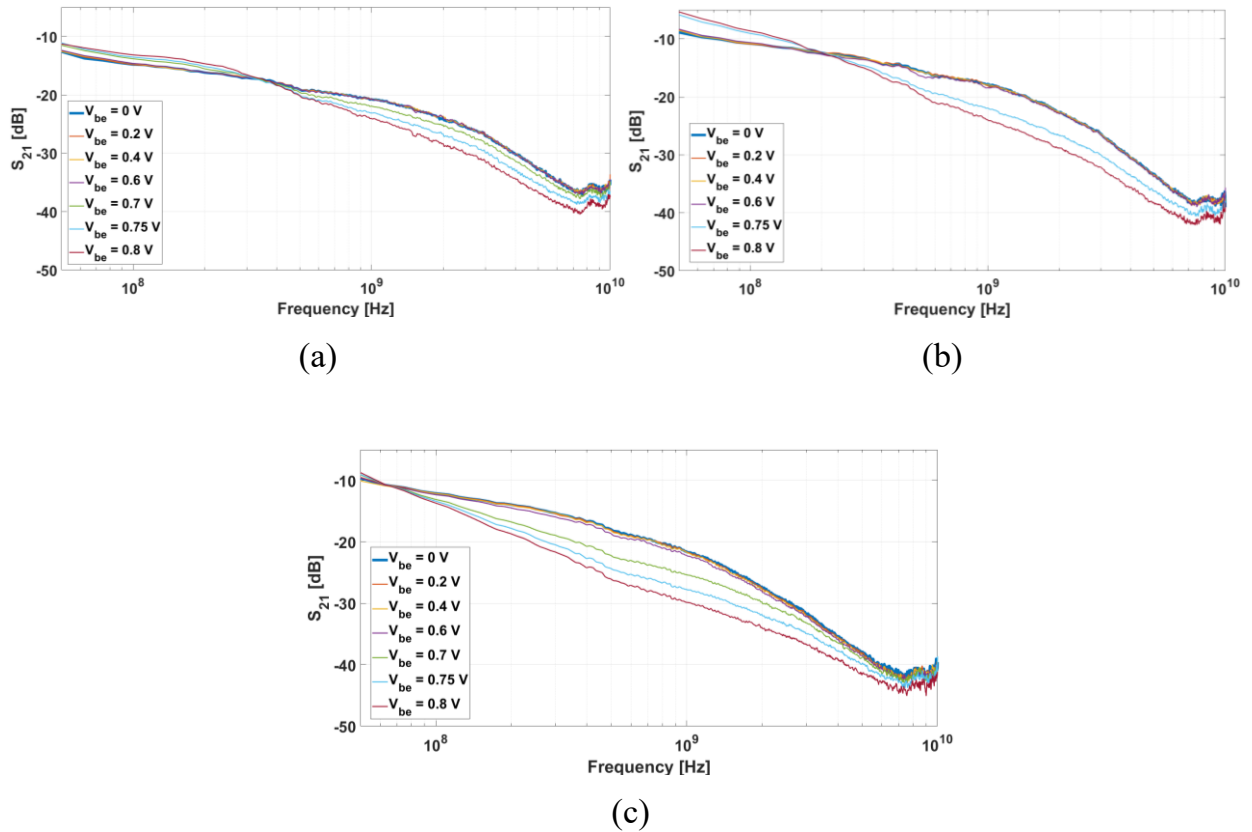 -10
-20
-30
-40
-50
S21 [dB]
Vbe = 0 V
Vbe = 0.2 V
Vbe = 0.4 V
Vbe = 0.6 V
Vbe = 0.7 V
Vbe = 0.75 V
Vbe = 0.8 V
10^8
10^9
10^10
Frequency [Hz]
(a)
-10
-20
-30
-40
-50
S21 [dB]
Vbe = 0 V
Vbe = 0.2 V
Vbe = 0.4 V
Vbe = 0.6 V
Vbe = 0.75 V
Vbe = 0.8 V
10^8
10^9
10^10
Frequency [Hz]
(b)
-10
-20
-30
-40
-50
S21 [dB]
Vbe = 0 V
Vbe = 0.2 V
Vbe = 0.4 V
Vbe = 0.6 V
Vbe = 0.7 V
Vbe = 0.75 V
Vbe = 0.8 V
10^8
10^9
10^10
Frequency [Hz]
(c)